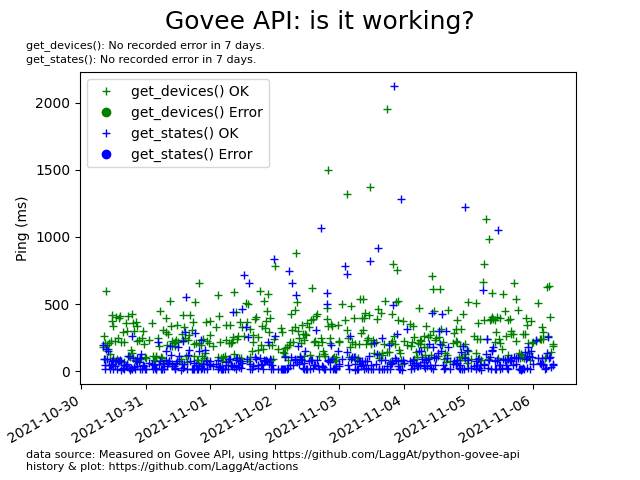 Govee API: is it working?
get_devices(): No recorded error in 7 days.
get_states(): No recorded error in 7 days.
get_devices() OK
get_devices() Error
get_states() OK
get_states() Error
Ping (ms)
2000
1500
1000
500
0
2021-10-30
2021-10-31
2021-11-01
2021-11-02
2021-11-03
2021-11-04
2021-11-05
2021-11-06
data source: Measured on Govee API, using https://github.com/LaggAt/python-govee-api
history & plot: https://github.com/LaggAt/actions